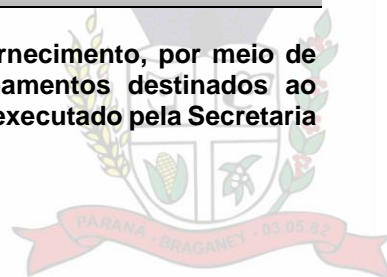 rnecimento, por meio de
amentos destinados ao
executado pela Secretaria
PARANÁ - BRAGANEY - 03.05.82